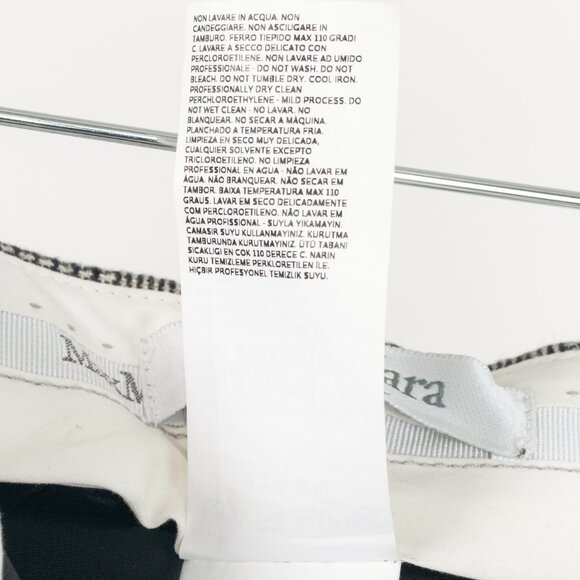 NON LAVARE IN ACQUA. NON
CANDEGGIARE. NON ASCIUGARE IN
TAMBURO. FERRO TIEPIDO MAX 110 GRADI
C. LAVARE A SECCO DELICATO CON
PERCLOROETILENE. NON LAVARE AD UMIDO
PROFESSIONALE - DO NOT WASH. DO NOT
BLEACH. DO NOT TUMBLE DRY. COOL IRON.
PROFESSIONALLY DRY CLEAN
PERCHLOROETHYLENE - MILD PROCESS. DO
NOT WET CLEAN - NO LAVAR. NO
BLANQUEAR. NO SECAR A MÁQUINA.
PLANCHADO A TEMPERATURA FRIA.
LIMPIEZA EN SECO MUY DELICADA,
CUALQUIER SOLVENTE EXCEPTO
TRICLOROETILENO. NO LIMPIEZA
PROFESSIONAL EN AGUA - NÃO LAVAR EM
ÁGUA. NÃO BRANQUEAR. NÃO SECAR EM
TAMBOR. BAIXA TEMPERATURA MAX 110
GRAUS. LAVAR EM SECO DELICADAMENTE
COM PERCLOROETILENO. NÃO LAVAR EM
ÁGUA PROFISSIONAL - SUYLA YIKAMAYIN.
CAMASIR SUYU KULLANMAYINIZ. KURUTMA
TAMBURUNDA KURUTMAYINIZ. ÜTÜ TABANI
SICAKLIGI EN COK 110 DERECE C. NARIN
KURU TEMIZLEME PERKLORETILEN ILE.
HIÇBIR PROFESYONEL TEMIZLIK SUYU.
MaxM
ara